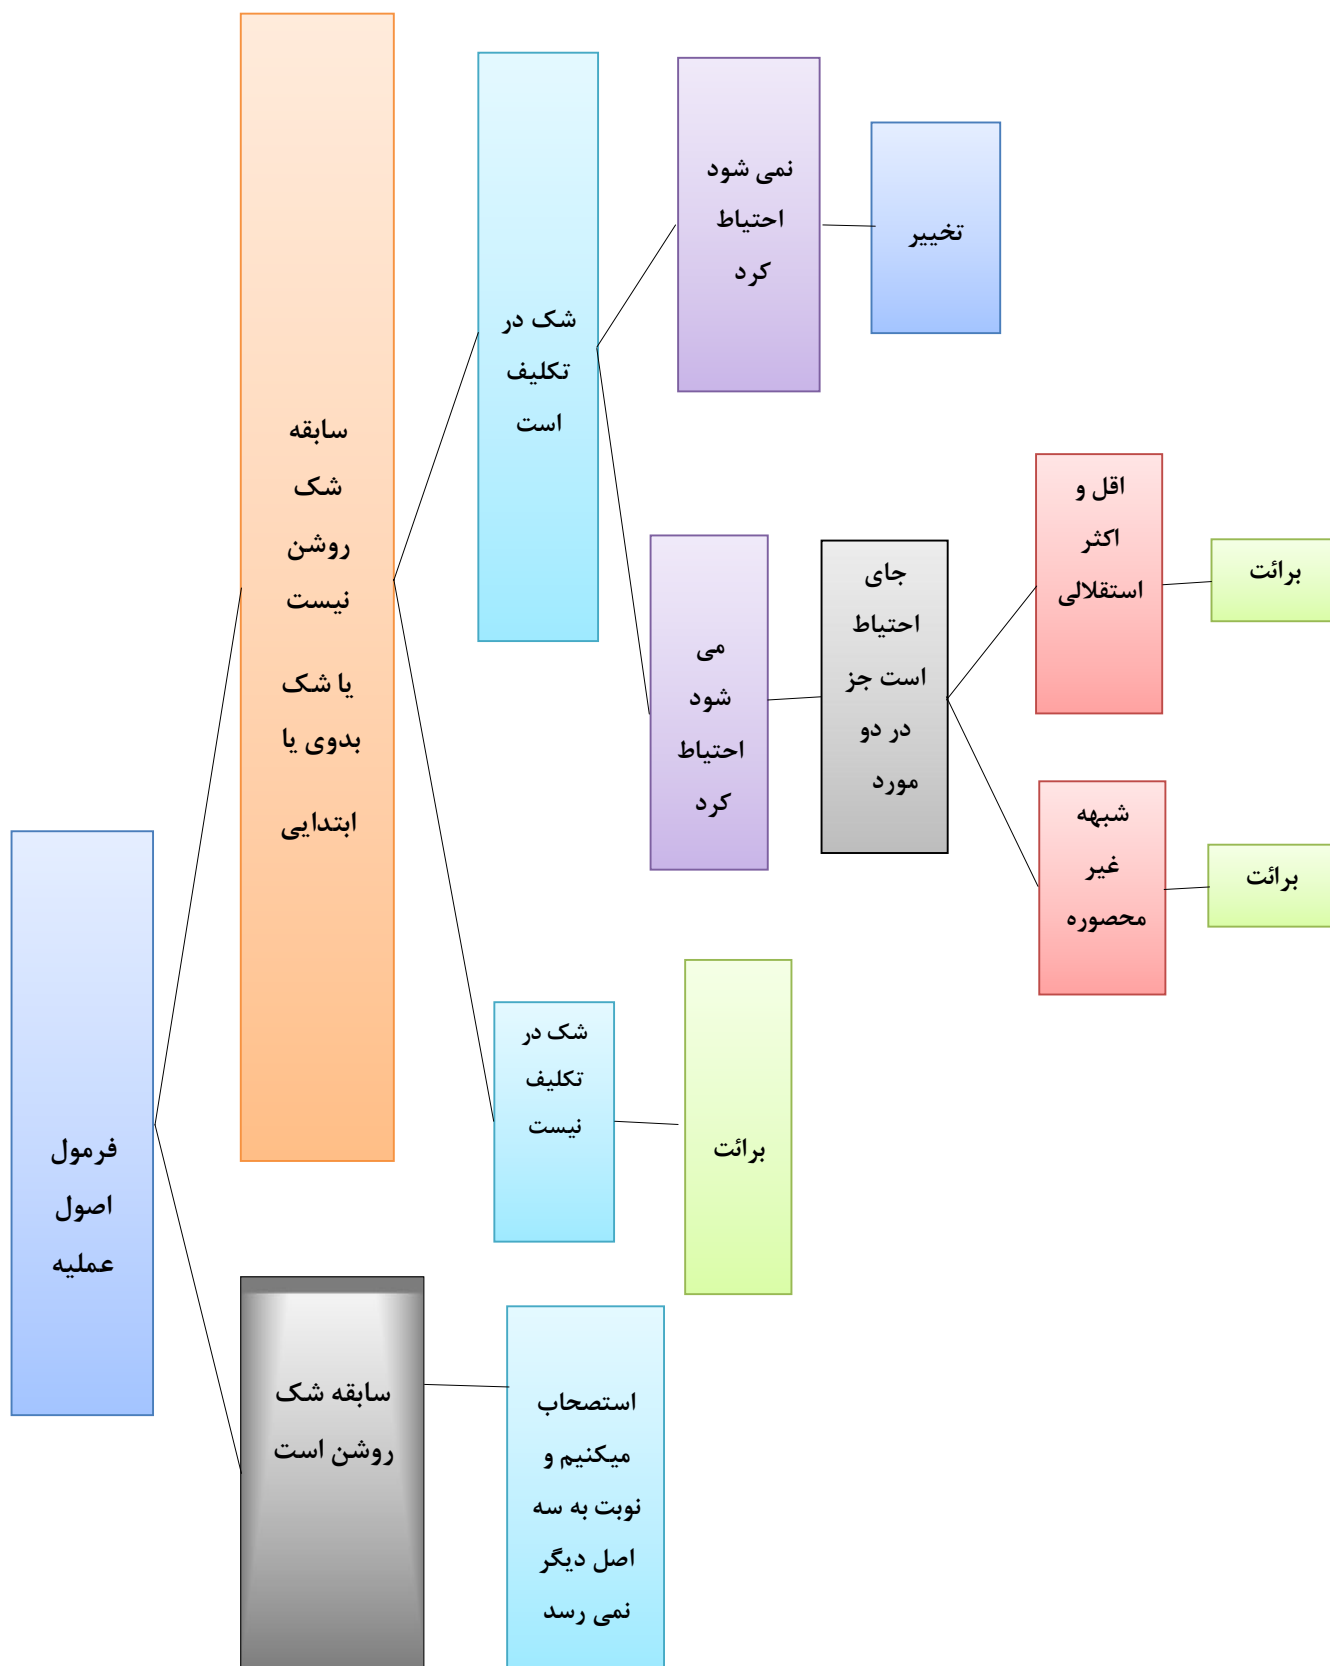 فرمول
اصول
عملیه
سابقه
شک
روشن
نیست
یا شک
بدوی یا
ابتدایی
شک در
تکلیف
است
نمی شود
احتیاط
کرد
تخییر
می
شود
احتیاط
کرد
جای
احتیاط
است جز
در دو
مورد
اقل و
اکثر
استقلالی
برائت
شبهه
غیر
محصوره
برائت
شک در
تکلیف
نیست
برائت
سابقه شک
روشن است
استصحاب
میکنیم و
نوبت به سه
اصل دیگر
نمی رسد